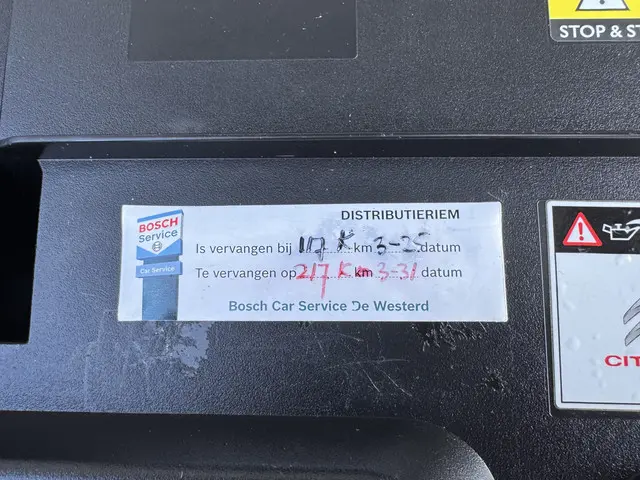 STOP & ST
DISTRIBUTIERIEM
BOSCH
Service
Car Service
Is vervangen bij 117 K km 3-25 datum
Te vervangen op 217 Km km 3-31 datum
Bosch Car Service De Westerd
CIT